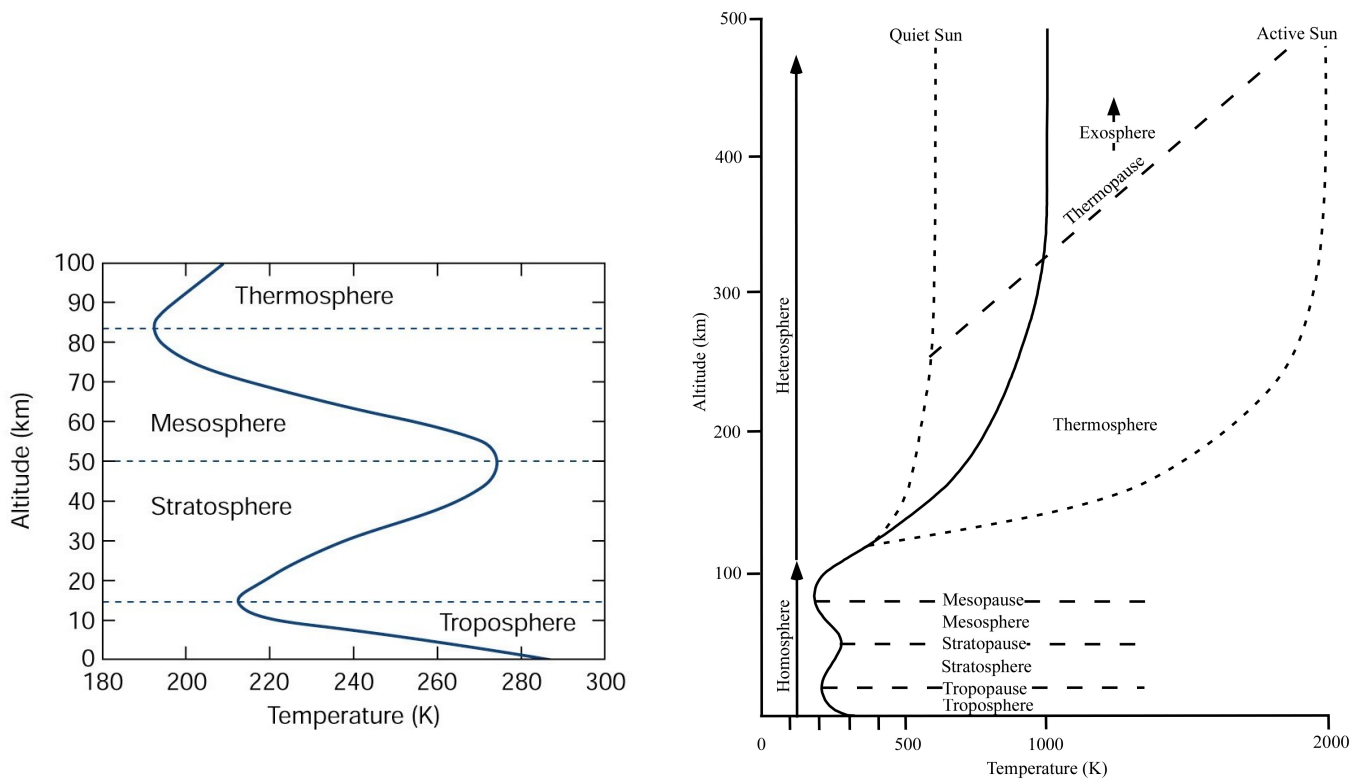 100
90
80
70
60
50
40
30
20
10
0
Altitude (km)
Thermosphere
Mesosphere
Stratosphere
Troposphere
180 200 220 240 260 280 300
Temperature (K)
500
400
300
200
100
Altitude (km)
Quiet Sun
Active Sun
Exosphere
Thermopause
Heterosphere
Thermosphere
Homosphere
Mesopause
Mesosphere
Stratopause
Stratosphere
Tropopause
Troposphere
0 500 1000 2000
Temperature (K)